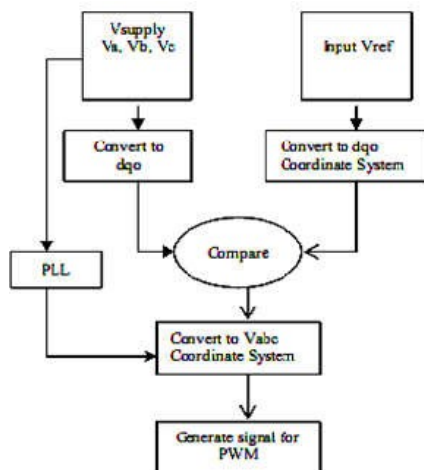 Vsupply
Va, Vb, Vc
Input Vref
Convert to
dqo
Convert to dqo
Coordinate System
Compare
PLL
Convert to Vabc
Coordinate System
Generate signal for
PWM